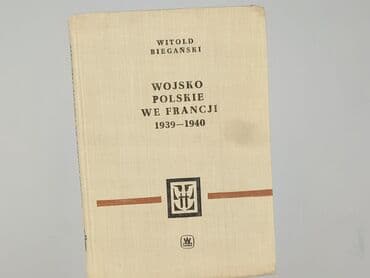 WITOLD
BIEGAŃSKI
WOJSKO
POLSKIE
WE FRANCJI
1939—1940